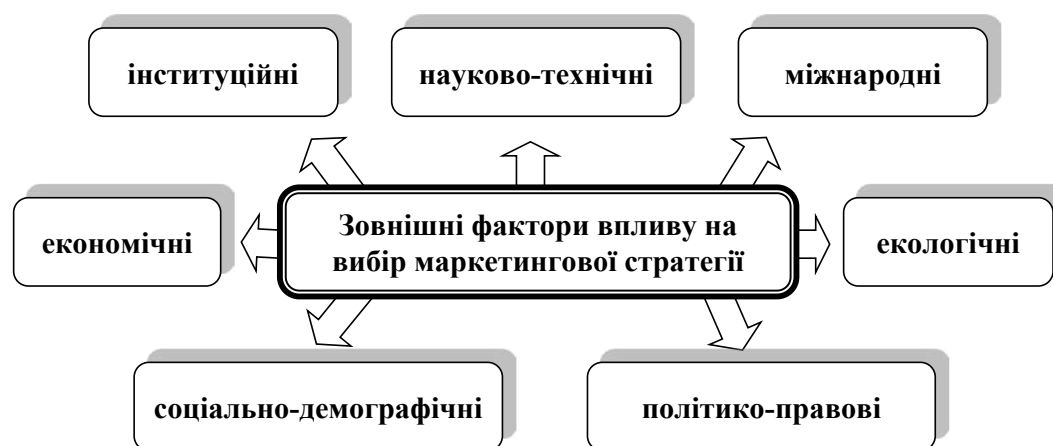 інституційні
науково-технічні
міжнародні
економічні
Зовнішні фактори впливу на
вибір маркетингової стратегії
екологічні
соціально-демографічні
політико-правові